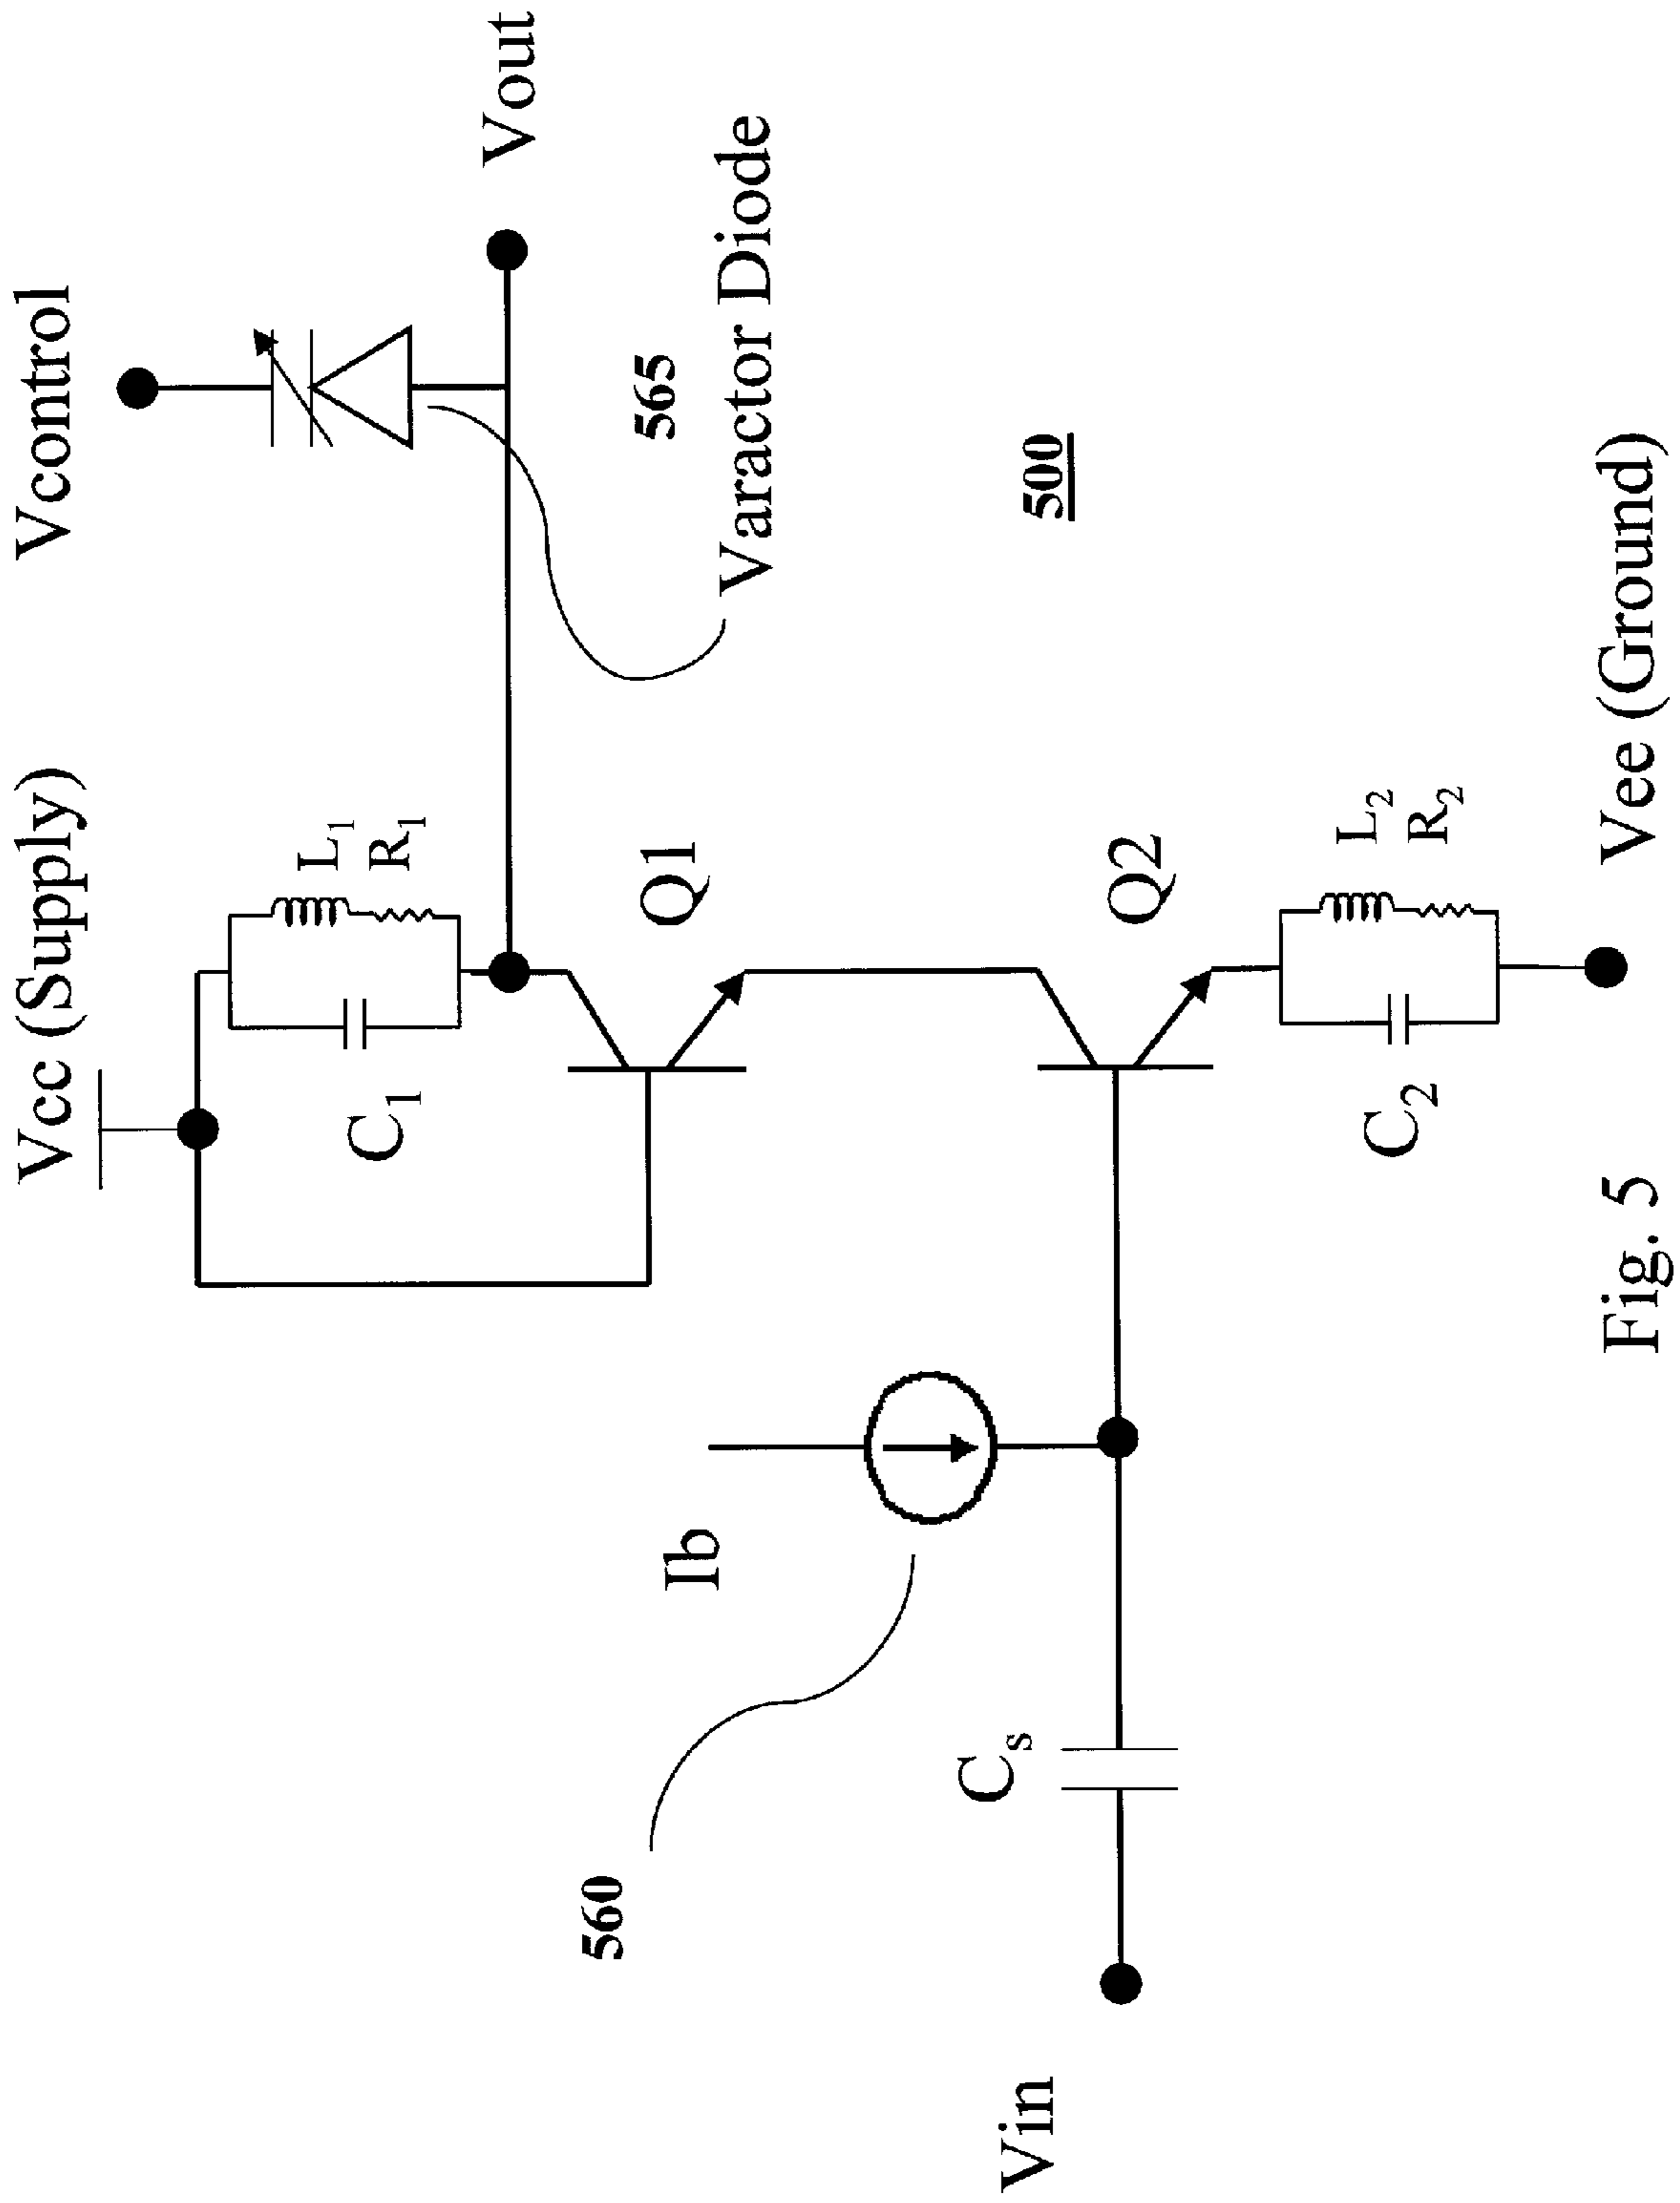 Vcc (Supply)
Vcontrol
L₁
R₁
C₁
Vout
Q1
565
Varactor Diode
Ib
560
500
Q2
Cₛ
Vin
L₂
R₂
C₂
Vee (Ground)
Fig. 5